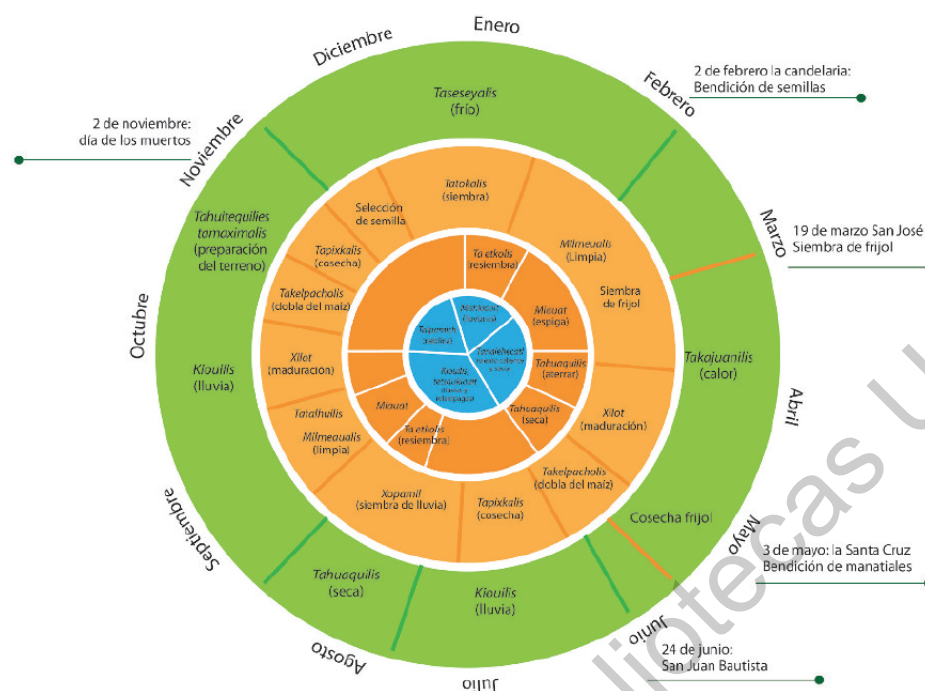 Enero
Febrero
Marzo
Abril
Mayo
Junio
Julio
Agosto
Septiembre
Octubre
Noviembre
Diciembre
2 de febrero la candelaria:
Bendición de semillas
19 de marzo San José
Siembra de frijol
3 de mayo: la Santa Cruz
Bendición de manatiales
24 de junio:
San Juan Bautista
2 de noviembre:
día de los muertos
Taseseyalis
(frío)
Takajuanilis
(calor)
Cosecha frijol
Kiouilis
(lluvia)
Tahuaquilis
(seca)
Kiouilis
(lluvia)
Tahuitequilies
tamaximalis
(preparación
del terreno)
Tatokalis
(siembra)
Milmeualis
(Limpia)
Siembra
de frijol
Xilot
(maduración)
Takelpacholis
(dobla del maíz)
Tapixkalis
(cosecha)
Xopamil
(siembra de lluvia)
Milmeaualis
(limpia)
Xilot
(maduración)
Takelpacholis
(dobla del maíz)
Tapixkalis
(cosecha)
Selección
de semilla
Ta etkolis
(resiembra)
Miauat
(espiga)
Tahuaquilis
(aterrar)
Tahuaquilis
(seca)
Ta etkolis
(resiembra)
Miauat
liotecas U